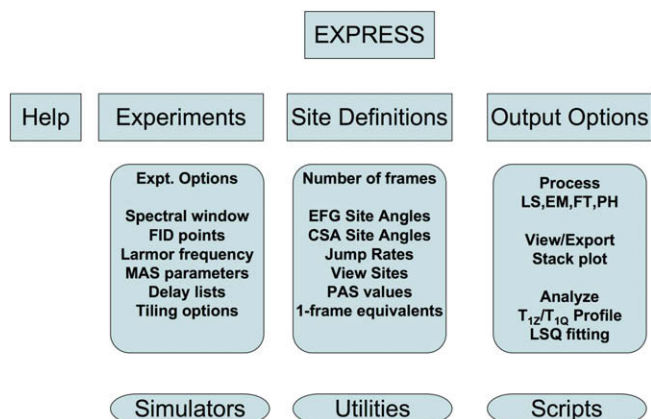 EXPRESS
Help
Experiments
Site Definitions
Output Options
Expt. Options
Spectral window
FID points
Larmor frequency
MAS parameters
Delay lists
Tiling options
Number of frames
EFG Site Angles
CSA Site Angles
Jump Rates
View Sites
PAS values
1-frame equivalents
Process
LS,EM,FT,PH
View/Export
Stack plot
Analyze
T1Z/T1Q Profile
LSQ fitting
Simulators
Utilities
Scripts